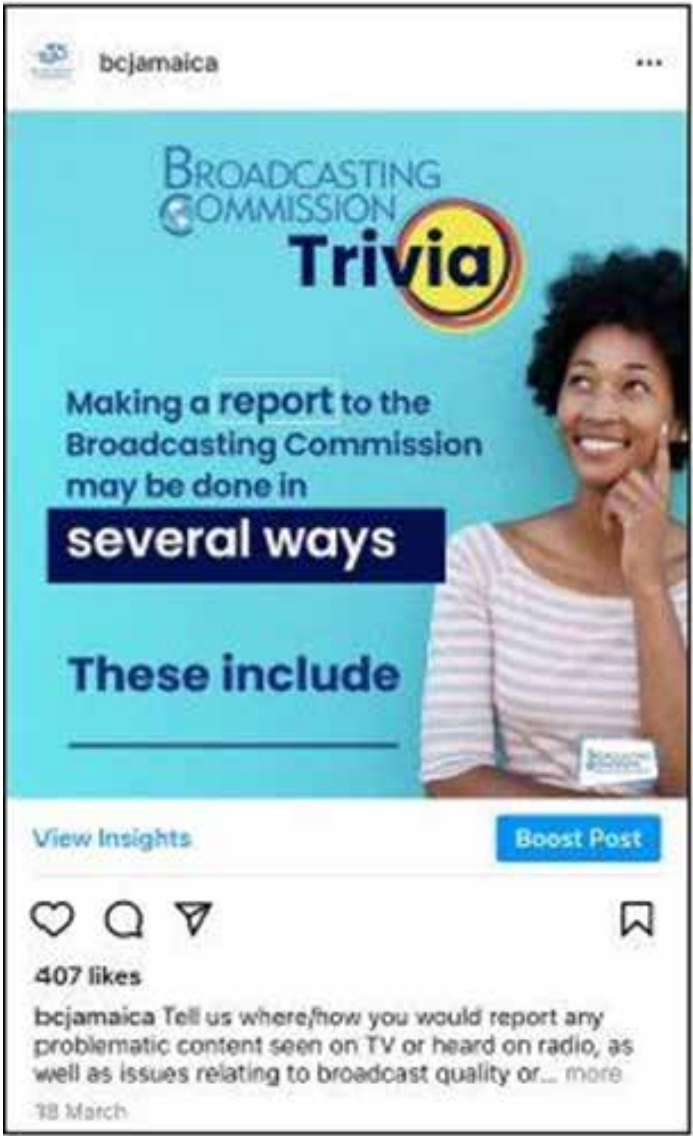 bcjamaica
BROADCASTING
COMMISSION
Trivia
Making a report to the
Broadcasting Commission
may be done in
several ways
These include
BROADCASTING
COMMISSION
View Insights
Boost Post
407 likes
bcjamaica Tell us where/how you would report any
problematic content seen on TV or heard on radio, as
well as issues relating to broadcast quality or... more
18 March